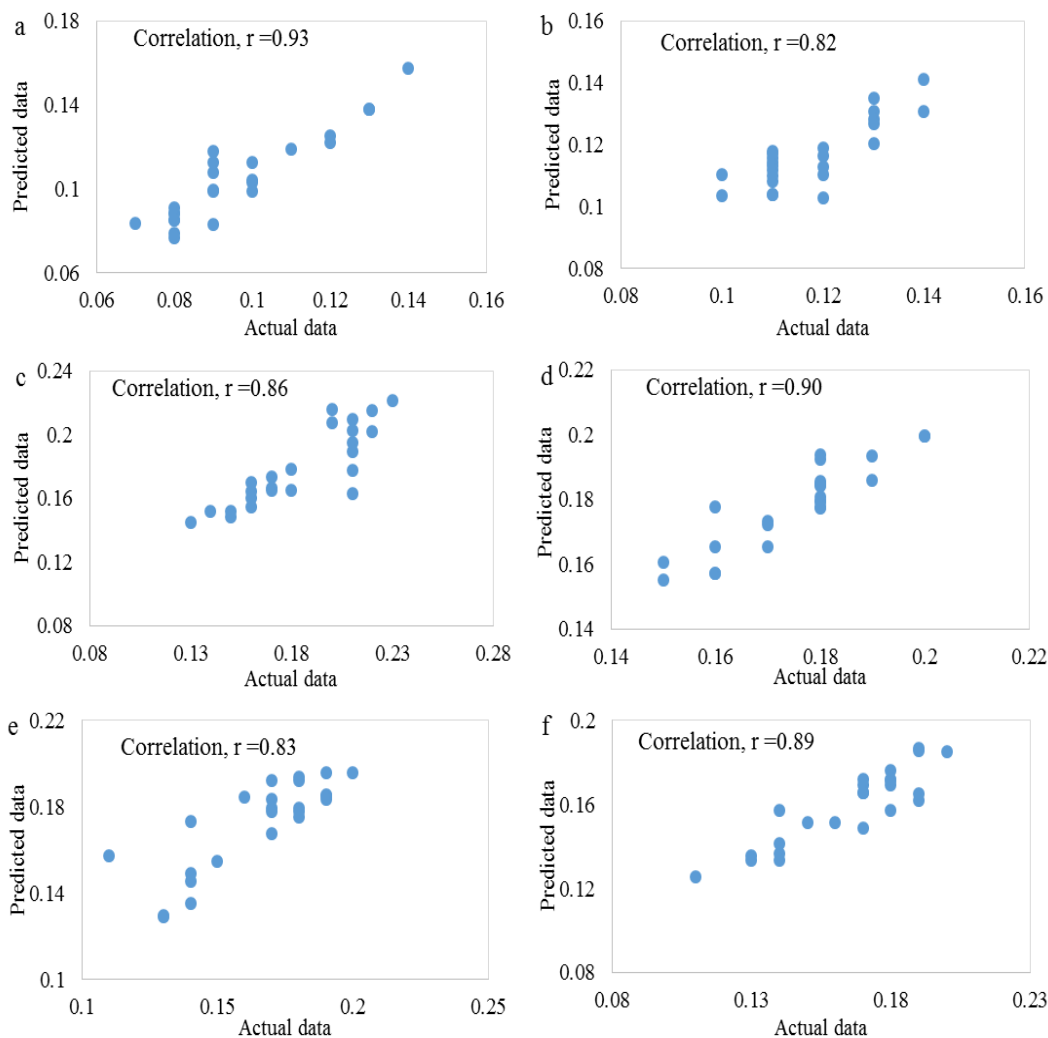 a
Correlation, r =0.93
0.18
0.14
0.1
0.06
Predicted data
0.06 0.08 0.1 0.12 0.14 0.16
Actual data
b
Correlation, r =0.82
0.16
0.14
0.12
0.1
0.08
Predicted data
0.08 0.1 0.12 0.14 0.16
Actual data
c
Correlation, r =0.86
0.24
0.2
0.16
0.12
0.08
Predicted data
0.08 0.13 0.18 0.23 0.28
Actual data
d
Correlation, r =0.90
0.22
0.2
0.18
0.16
0.14
Predicted data
0.14 0.16 0.18 0.2 0.22
Actual data
e
Correlation, r =0.83
0.22
0.18
0.14
0.1
Predicted data
0.1 0.15 0.2 0.25
Actual data
f
Correlation, r =0.89
0.2
0.16
0.12
0.08
Predicted data
0.08 0.13 0.18 0.23
Actual data